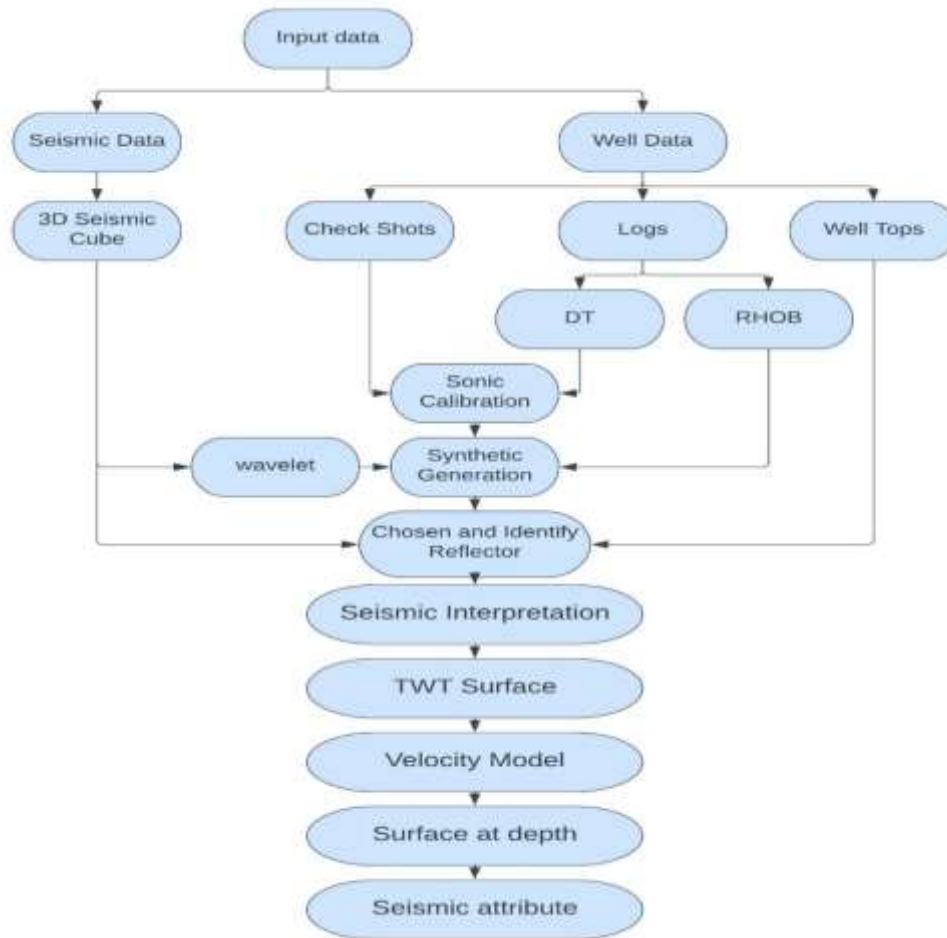 Input data
Seismic Data
Well Data
3D Seismic
Cube
Check Shots
Logs
Well Tops
DT
RHOB
Sonic
Calibration
wavelet
Synthetic
Generation
Chosen and Identify
Reflector
Seismic Interpretation
TWT Surface
Velocity Model
Surface at depth
Seismic attribute